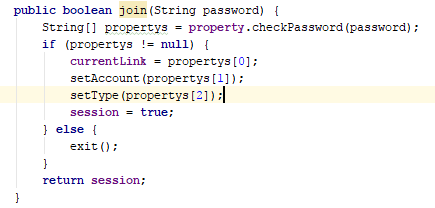 public boolean join(String password) {
    String[] propertys = property.checkPassword(password);
    if (propertys != null) {
        currentLink = propertys[0];
        setAccount(propertys[1]);
        setType(propertys[2]);
        session = true;
    } else {
        exit();
    }
    return session;
}